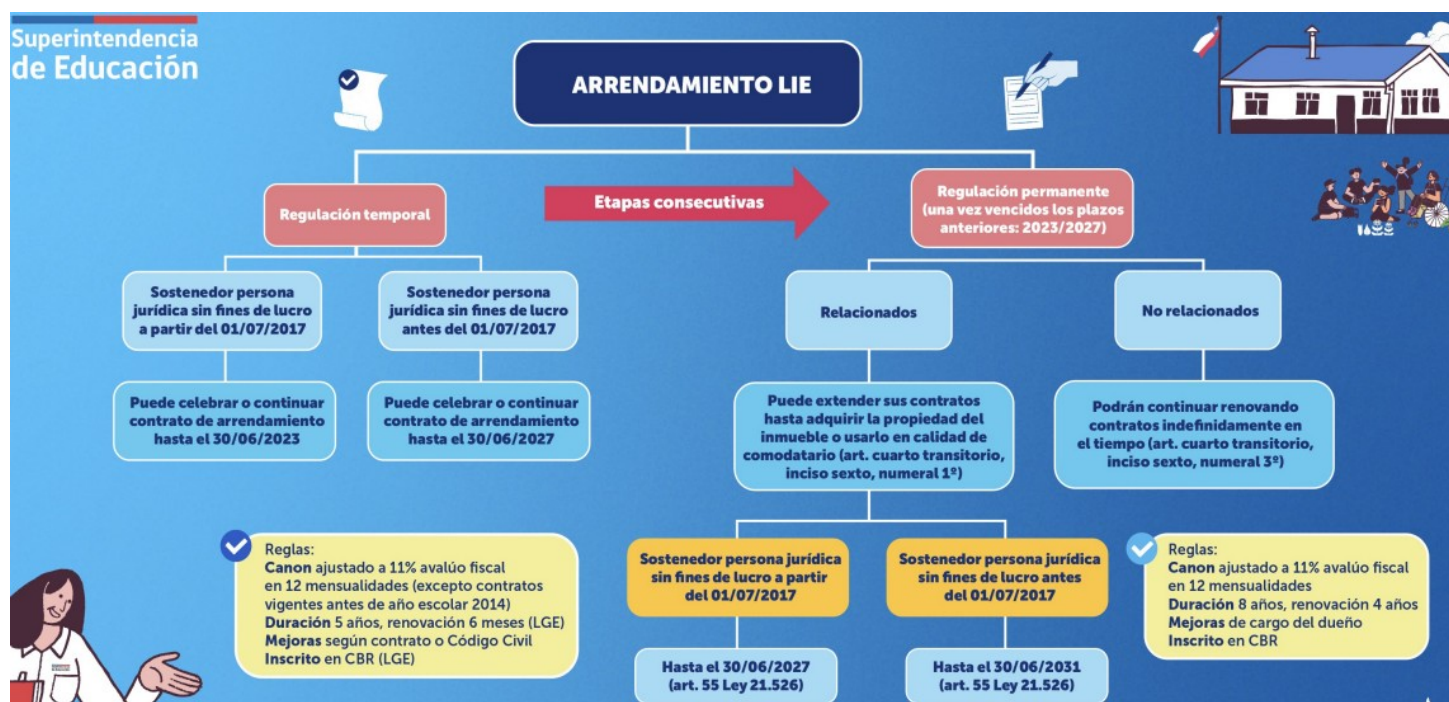 Superintendencia
de Educación
ARRENDAMIENTO LIE
Etapas consecutivas
Regulación temporal
Regulación permanente
(una vez vencidos los plazos
anteriores: 2023/2027)
Sostenedor persona
jurídica sin fines de lucro
a partir del 01/07/2017
Sostenedor persona
jurídica sin fines de lucro
antes del 01/07/2017
Relacionados
No relacionados
Puede celebrar o continuar
contrato de arrendamiento
hasta el 30/06/2023
Puede celebrar o continuar
contrato de arrendamiento
hasta el 30/06/2027
Puede extender sus contratos
hasta adquirir la propiedad del
inmueble o usarlo en calidad de
comodatario (art. cuarto transitorio,
inciso sexto, numeral 1º)
Podrán continuar renovando
contratos indefinidamente en
el tiempo (art. cuarto transitorio,
inciso sexto, numeral 3º)
Reglas:
Canon ajustado a 11% avalúo fiscal
en 12 mensualidades (excepto contratos
vigentes antes de año escolar 2014)
Duración 5 años, renovación 6 meses (LGE)
Mejoras según contrato o Código Civil
Inscrito en CBR (LGE)
Sostenedor persona jurídica
sin fines de lucro a partir
del 01/07/2017
Sostenedor persona jurídica
sin fines de lucro antes
del 01/07/2017
Reglas:
Canon ajustado a 11% avalúo fiscal
en 12 mensualidades
Duración 8 años, renovación 4 años
Mejoras de cargo del dueño
Inscrito en CBR
Hasta el 30/06/2027
(art. 55 Ley 21.526)
Hasta el 30/06/2031
(art. 55 Ley 21.526)